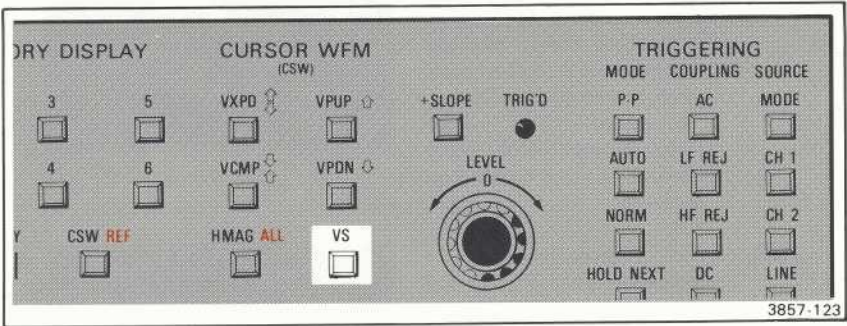 ORY DISPLAY
CURSOR WFM
(CSW)
TRIGGERING
MODE COUPLING SOURCE
3 5 VXPD VPUP +SLOPE TRIG'D P-P AC MODE
4 6 VCMP VPDN LEVEL AUTO LF REJ CH 1
0
Y CSW REF HMAG ALL VS NORM HF REJ CH 2
HOLD NEXT DC LINE
3857-123